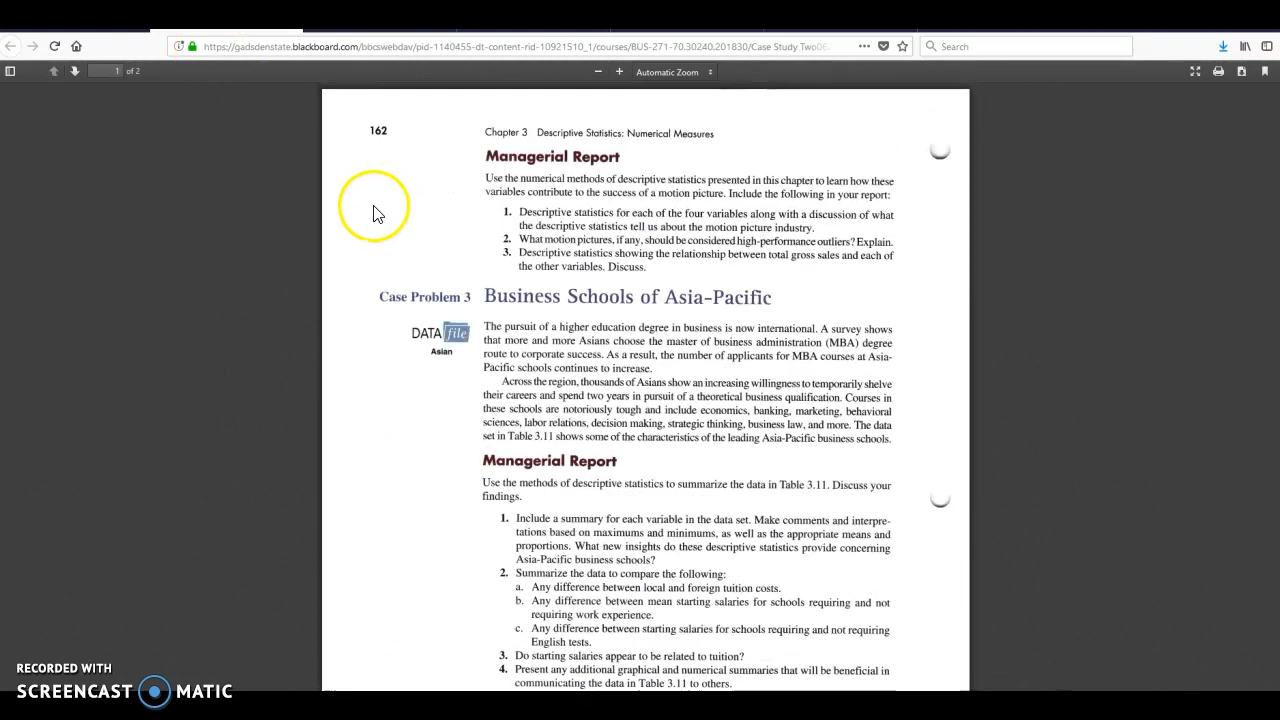 https://gadsdenstate.blackboard.com/bbcswebdav/pid-1140455-dt-content-rid-10921510_1/courses/BUS-271-70.30240.201830/Case Study Two06
Search
1 of 2
Automatic Zoom
162
Chapter 3 Descriptive Statistics: Numerical Measures
Managerial Report
Use the numerical methods of descriptive statistics presented in this chapter to learn how these
variables contribute to the success of a motion picture. Include the following in your report:
1. Descriptive statistics for each of the four variables along with a discussion of what
the descriptive statistics tell us about the motion picture industry.
2. What motion pictures, if any, should be considered high-performance outliers? Explain.
3. Descriptive statistics showing the relationship between total gross sales and each of
the other variables. Discuss.
Case Problem 3 Business Schools of Asia-Pacific
DATA file
Asian
The pursuit of a higher education degree in business is now international. A survey shows
that more and more Asians choose the master of business administration (MBA) degree
route to corporate success. As a result, the number of applicants for MBA courses at Asia-
Pacific schools continues to increase.
Across the region, thousands of Asians show an increasing willingness to temporarily shelve
their careers and spend two years in pursuit of a theoretical business qualification. Courses in
these schools are notoriously tough and include economics, banking, marketing, behavioral
sciences, labor relations, decision making, strategic thinking, business law, and more. The data
set in Table 3.11 shows some of the characteristics of the leading Asia-Pacific business schools.
Managerial Report
Use the methods of descriptive statistics to summarize the data in Table 3.11. Discuss your
findings.
1. Include a summary for each variable in the data set. Make comments and interpre-
tations based on maximums and minimums, as well as the appropriate means and
proportions. What new insights do these descriptive statistics provide concerning
Asia-Pacific business schools?
2. Summarize the data to compare the following:
a. Any difference between local and foreign tuition costs.
b. Any difference between mean starting salaries for schools requiring and not
requiring work experience.
c. Any difference between starting salaries for schools requiring and not requiring
English tests.
3. Do starting salaries appear to be related to tuition?
4. Present any additional graphical and numerical summaries that will be beneficial in
communicating the data in Table 3.11 to others.
RECORDED WITH
SCREENCAST MATIC